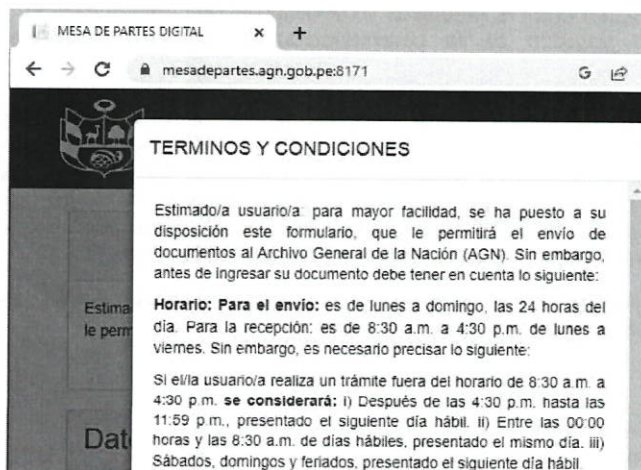 MESA DE PARTES DIGITAL
mesadepartes.agn.gob.pe:8171
TERMINOS Y CONDICIONES
Estimado/a usuario/a: para mayor facilidad, se ha puesto a su
disposición este formulario, que le permitirá el envío de
documentos al Archivo General de la Nación (AGN). Sin embargo,
antes de ingresar su documento debe tener en cuenta lo siguiente:
Horario: Para el envío: es de lunes a domingo, las 24 horas del
día. Para la recepción: es de 8:30 a.m. a 4:30 p.m. de lunes a
viernes. Sin embargo, es necesario precisar lo siguiente:
Si el/la usuario/a realiza un trámite fuera del horario de 8:30 a.m. a
4:30 p.m. se considerará: i) Después de las 4:30 p.m. hasta las
11:59 p.m., presentado el siguiente día hábil. ii) Entre las 00:00
horas y las 8:30 a.m. de días hábiles, presentado el mismo día. iii)
Sábados, domingos y feriados, presentado el siguiente día hábil.
Estima
le perm
Dat